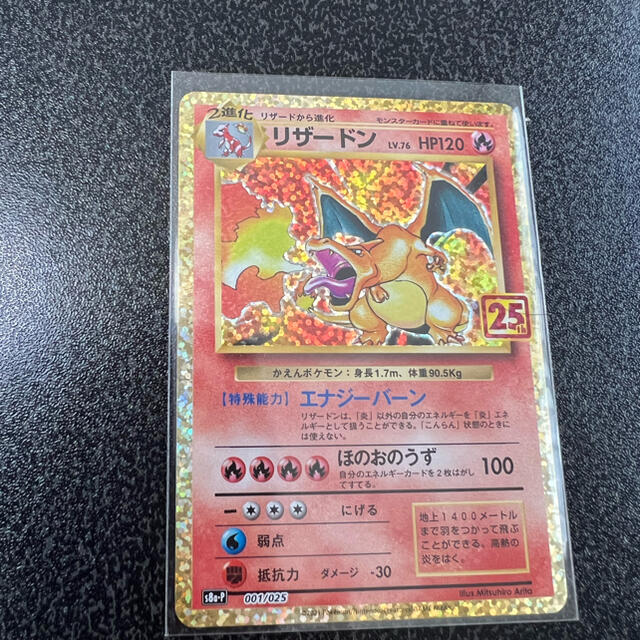 2進化
リザードから進化
モンスターカードに重ねて使います。
リザードン LV.76 HP120
25th
かえんポケモン：身長1.7m、体重90.5Kg
【特殊能力】エナジーバーン
リザードンは、「炎」以外の自分のエネルギーを「炎」エネ
ルギーとして扱うことができる。「こんらん」状態のときに
は使えない。
ほのおのうず 100
自分のエネルギーカードを2枚はがし
てすてる。
にげる
弱点
抵抗力 ダメージ -30
地上1400メートル
まで羽をつかって飛ぶ
ことができる。高熱の
炎をはく。
Illus.Mitsuhiro Arita
s8a-P 001/025